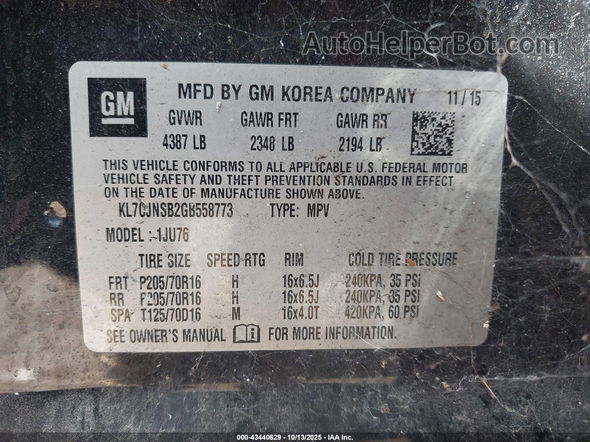 AutoHelperBot.com
GM
MFD BY GM KOREA COMPANY 11/15
GVWR GAWR FRT GAWR RR
4387 LB 2348 LB 2194 LB
THIS VEHICLE CONFORMS TO ALL APPLICABLE U.S. FEDERAL MOTOR
VEHICLE SAFETY AND THEFT PREVENTION STANDARDS IN EFFECT
ON THE DATE OF MANUFACTURE SHOWN ABOVE.
KL7CJNSB2GB558773 TYPE: MPV
MODEL: 1JU76
TIRE SIZE SPEED RTG RIM COLD TIRE PRESSURE
FRT P205/70R16 H 16x6.5J 240KPA, 35 PSI
RR P205/70R16 H 16x6.5J 240KPA, 35 PSI
SPA T125/70D16 M 16x4.0T 420KPA, 60 PSI
SEE OWNER'S MANUAL FOR MORE INFORMATION.
000-43440629 - 10/13/2025 - IAA Inc.